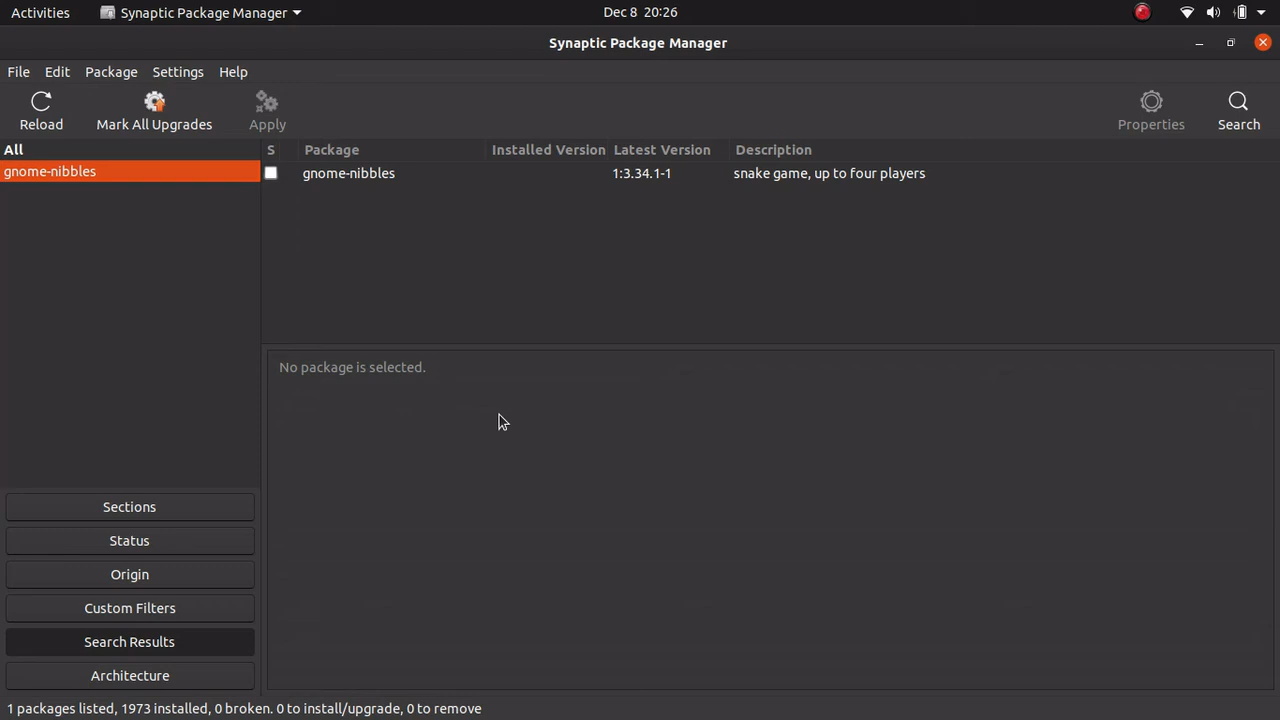 Activities Synaptic Package Manager Dec 8 20:26
Synaptic Package Manager
File Edit Package Settings Help
Reload Mark All Upgrades Apply Properties Search
All
gnome-nibbles
S Package Installed Version Latest Version Description
gnome-nibbles 1:3.34.1-1 snake game, up to four players
No package is selected.
Sections
Status
Origin
Custom Filters
Search Results
Architecture
1 packages listed, 1973 installed, 0 broken. 0 to install/upgrade, 0 to remove